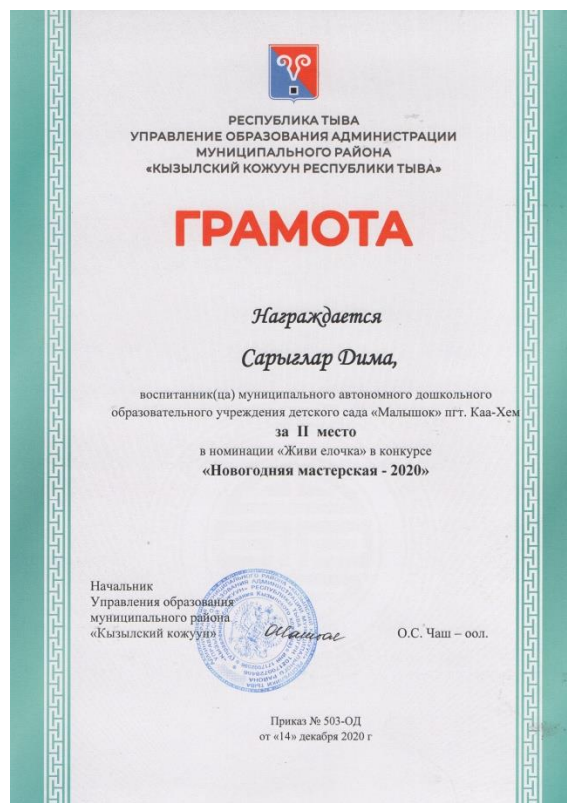 РЕСПУБЛИКА ТЫВА
УПРАВЛЕНИЕ ОБРАЗОВАНИЯ АДМИНИСТРАЦИИ
МУНИЦИПАЛЬНОГО РАЙОНА
«КЫЗЫЛСКИЙ КОЖУУН РЕСПУБЛИКИ ТЫВА»
ГРАМОТА
Награждается
Сарыглар Дима,
воспитанник(ца) муниципального автономного дошкольного
образовательного учреждения детского сада «Малышок» пгт. Каа-Хем
за II место
в номинации «Живи елочка» в конкурсе
«Новогодняя мастерская - 2020»
Начальник
Управления образования
муниципального района
«Кызылский кожуун»
О.С. Чаш – оол.
Приказ № 503-ОД
от «14» декабря 2020 г